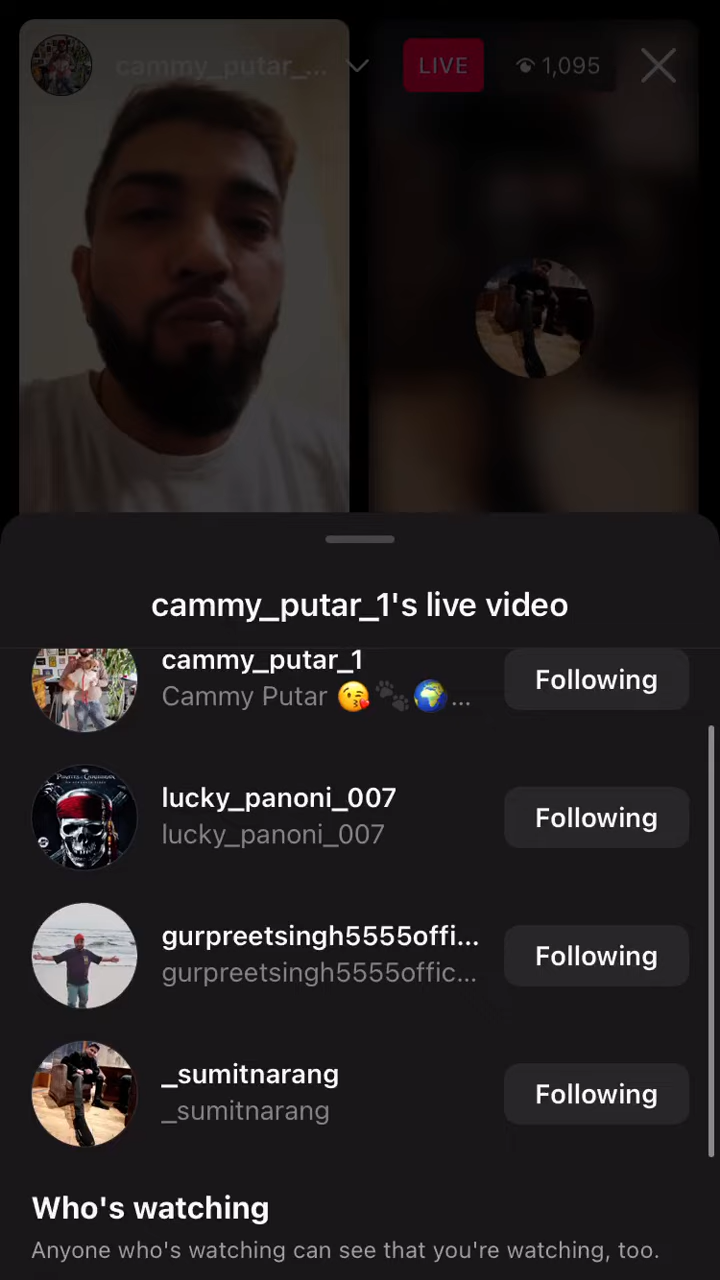 cammy_putar_... LIVE 1,095
cammy_putar_1's live video
cammy_putar_1
Cammy Putar 😘🐾🌍...
Following
lucky_panoni_007
lucky_panoni_007
Following
gurpreetsingh5555offi...
gurpreetsingh5555offic...
Following
_sumitnarang
_sumitnarang
Following
Who's watching
Anyone who's watching can see that you're watching, too.